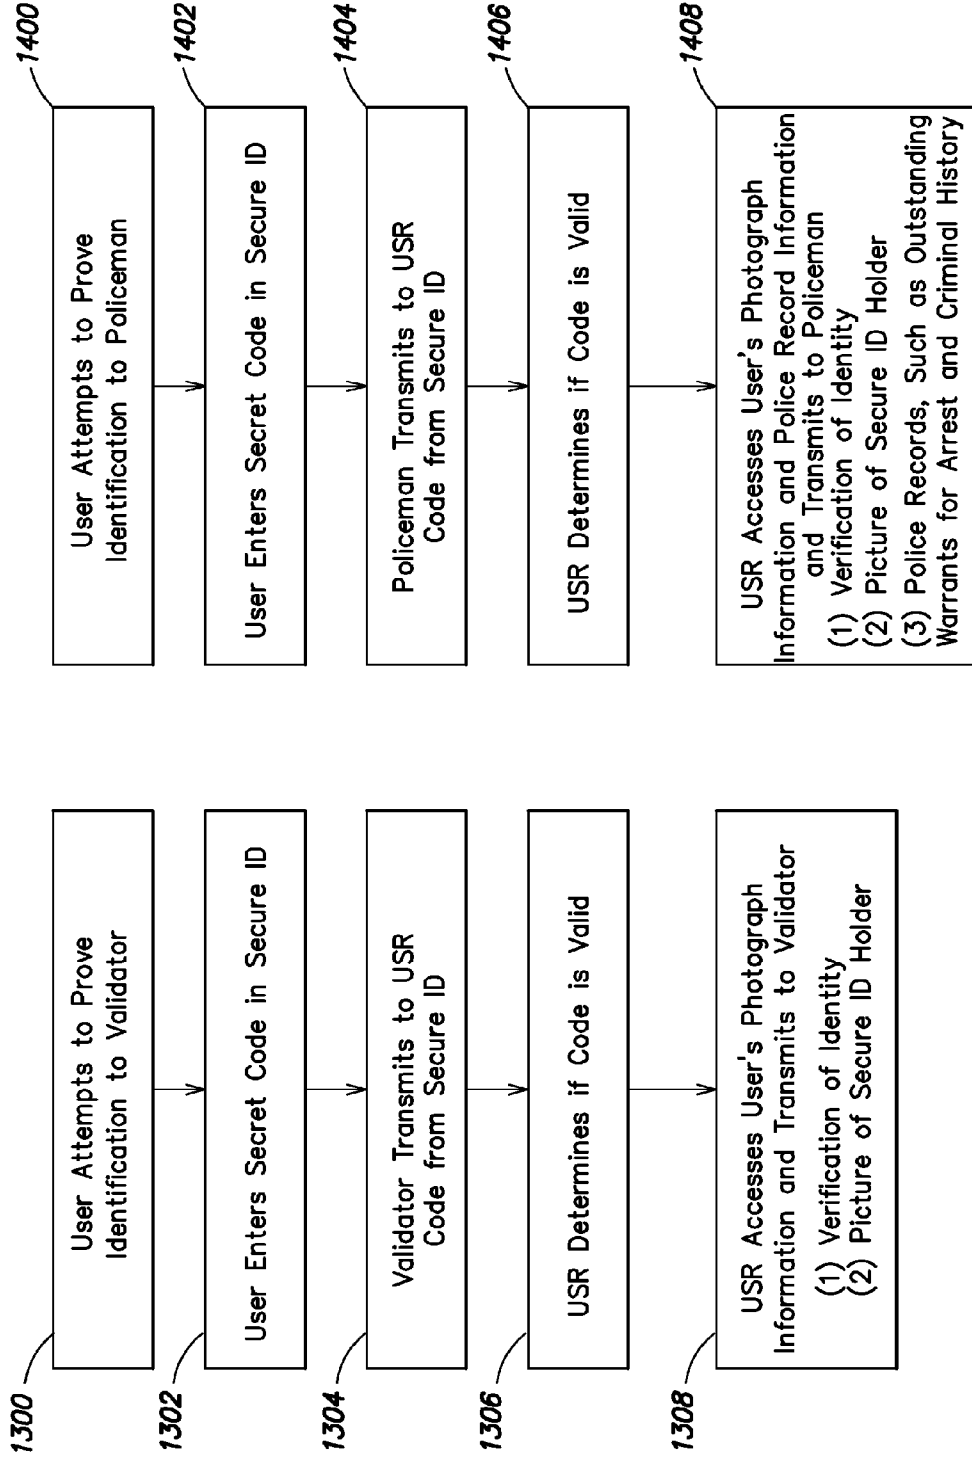 1300
User Attempts to Prove
Identification to Validator
1302
User Enters Secret Code in Secure ID
1304
Validator Transmits to USR
Code from Secure ID
1306
USR Determines if Code is Valid
1308
USR Accesses User's Photograph
Information and Transmits to Validator
(1) Verification of Identity
(2) Picture of Secure ID Holder
1400
User Attempts to Prove
Identification to Policeman
1402
User Enters Secret Code in Secure ID
1404
Policeman Transmits to USR
Code from Secure ID
1406
USR Determines if Code is Valid
1408
USR Accesses User's Photograph
Information and Police Record Information
and Transmits to Policeman
(1) Verification of Identity
(2) Picture of Secure ID Holder
(3) Police Records, Such as Outstanding
Warrants for Arrest and Criminal History